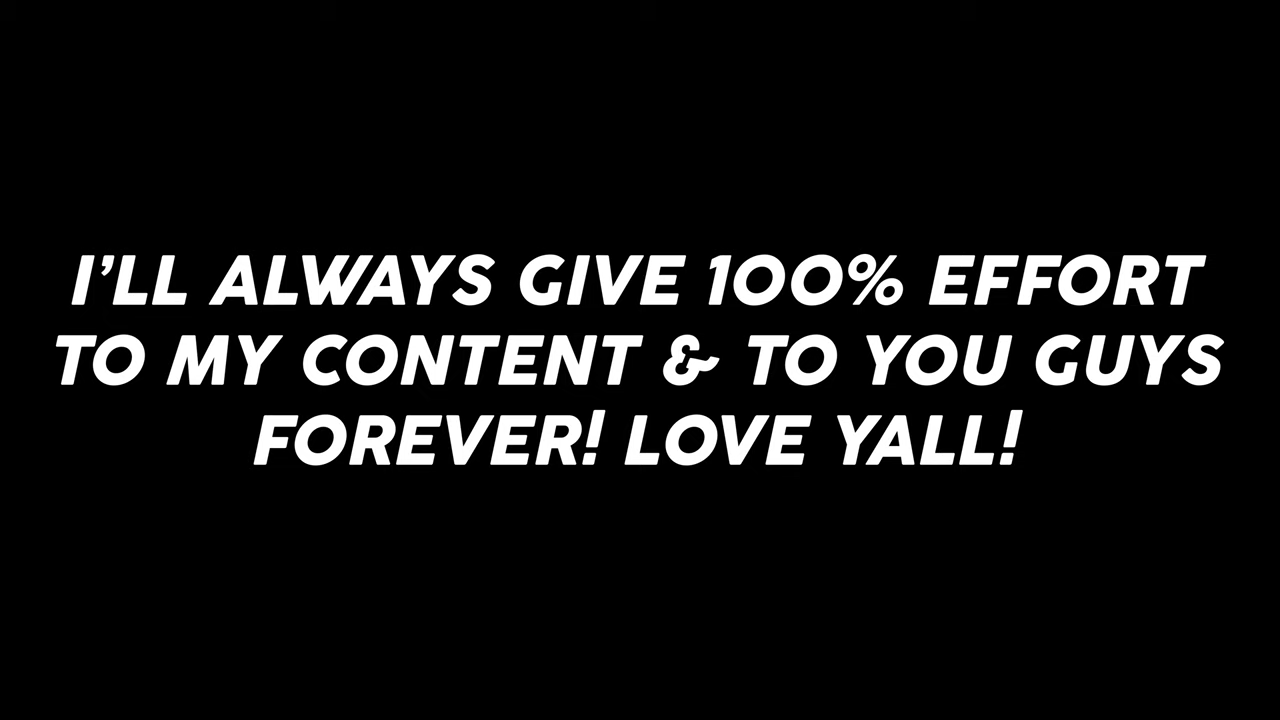 I'LL ALWAYS GIVE 100% EFFORT
TO MY CONTENT & TO YOU GUYS
FOREVER! LOVE YALL!